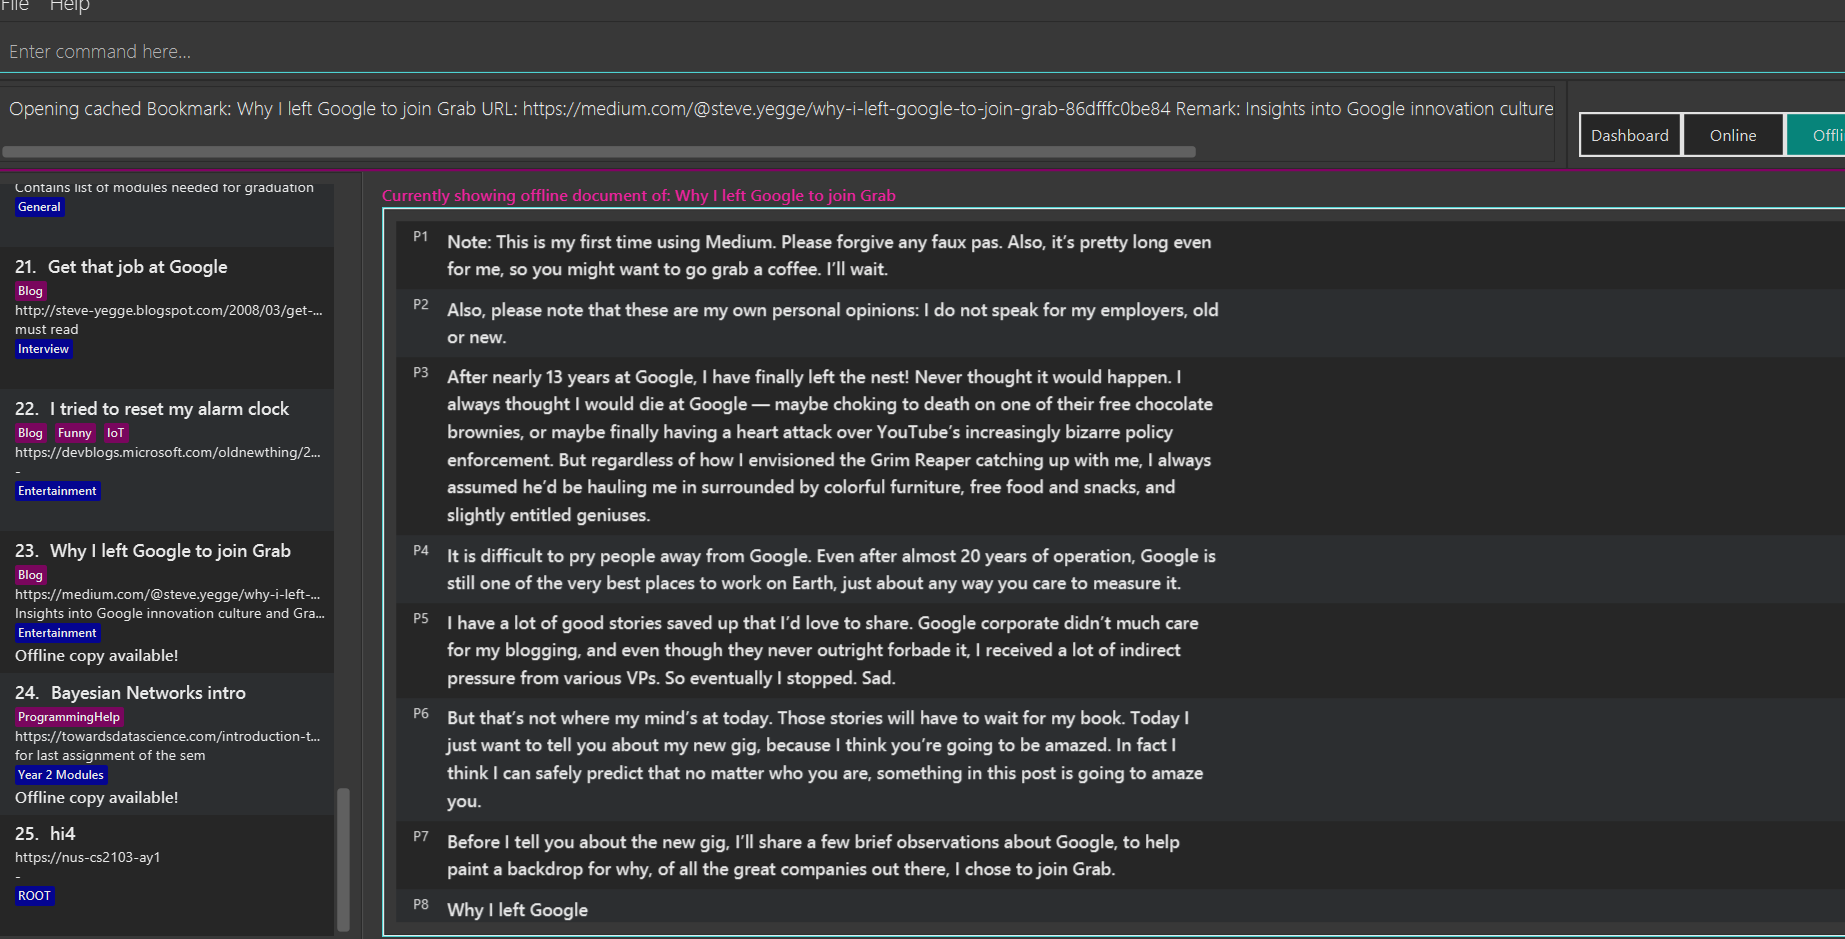 File Help
Enter command here...
Opening cached Bookmark: Why I left Google to join Grab URL: https://medium.com/@steve.yegge/why-i-left-google-to-join-grab-86dfffc0be84 Remark: Insights into Google innovation culture
Dashboard Online Offli
Contains list of modules needed for graduation
General
21. Get that job at Google
Blog
http://steve-yegge.blogspot.com/2008/03/get-...
must read
Interview
22. I tried to reset my alarm clock
Blog Funny IoT
https://devblogs.microsoft.com/oldnewthing/2...
-
Entertainment
23. Why I left Google to join Grab
Blog
https://medium.com/@steve.yegge/why-i-left-...
Insights into Google innovation culture and Gra...
Entertainment
Offline copy available!
24. Bayesian Networks intro
ProgrammingHelp
https://towardsdatascience.com/introduction-t...
for last assignment of the sem
Year 2 Modules
Offline copy available!
25. hi4
https://nus-cs2103-ay1
-
ROOT
Currently showing offline document of: Why I left Google to join Grab
P1 Note: This is my first time using Medium. Please forgive any faux pas. Also, it’s pretty long even
for me, so you might want to go grab a coffee. I’ll wait.
P2 Also, please note that these are my own personal opinions: I do not speak for my employers, old
or new.
P3 After nearly 13 years at Google, I have finally left the nest! Never thought it would happen. I
always thought I would die at Google — maybe choking to death on one of their free chocolate
brownies, or maybe finally having a heart attack over YouTube’s increasingly bizarre policy
enforcement. But regardless of how I envisioned the Grim Reaper catching up with me, I always
assumed he’d be hauling me in surrounded by colorful furniture, free food and snacks, and
slightly entitled geniuses.
P4 It is difficult to pry people away from Google. Even after almost 20 years of operation, Google is
still one of the very best places to work on Earth, just about any way you care to measure it.
P5 I have a lot of good stories saved up that I’d love to share. Google corporate didn’t much care
for my blogging, and even though they never outright forbade it, I received a lot of indirect
pressure from various VPs. So eventually I stopped. Sad.
P6 But that’s not where my mind’s at today. Those stories will have to wait for my book. Today I
just want to tell you about my new gig, because I think you’re going to be amazed. In fact I
think I can safely predict that no matter who you are, something in this post is going to amaze
you.
P7 Before I tell you about the new gig, I’ll share a few brief observations about Google, to help
paint a backdrop for why, of all the great companies out there, I chose to join Grab.
P8 Why I left Google